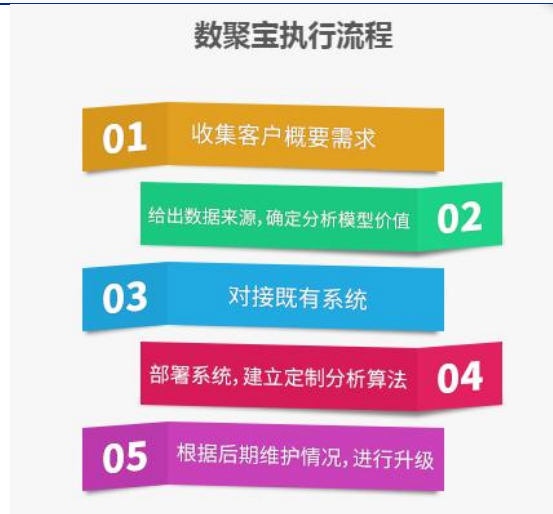 数聚宝执行流程
01 收集客户概要需求
给出数据来源,确定分析模型价值 02
03 对接既有系统
部署系统,建立定制分析算法 04
05 根据后期维护情况,进行升级